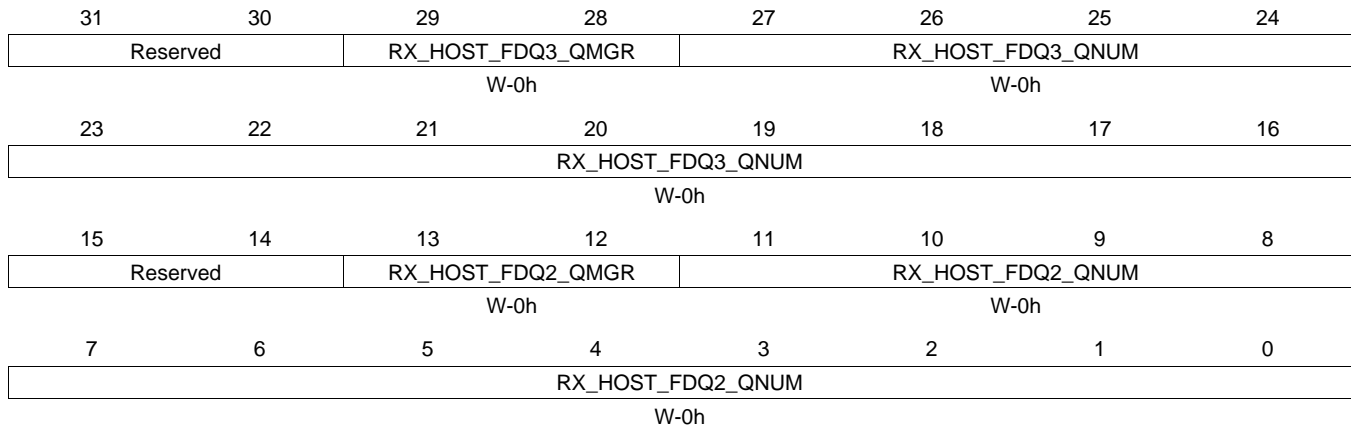 31 30 29 28 27 26 25 24
Reserved RX_HOST_FDQ3_QMGR RX_HOST_FDQ3_QNUM
W-0h W-0h
23 22 21 20 19 18 17 16
RX_HOST_FDQ3_QNUM
W-0h
15 14 13 12 11 10 9 8
Reserved RX_HOST_FDQ2_QMGR RX_HOST_FDQ2_QNUM
W-0h W-0h
7 6 5 4 3 2 1 0
RX_HOST_FDQ2_QNUM
W-0h